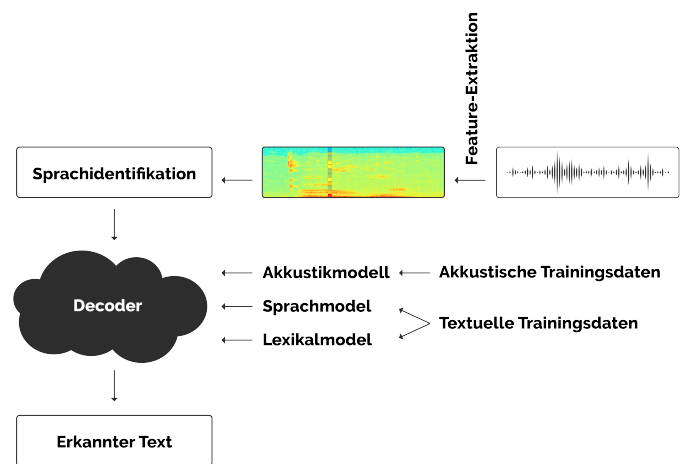 Feature-Extraktion
Sprachidentifikation
Decoder
Akkustikmodell
Akkustische Trainingsdaten
Sprachmodel
Textuelle Trainingsdaten
Lexikalmodel
Erkannter Text